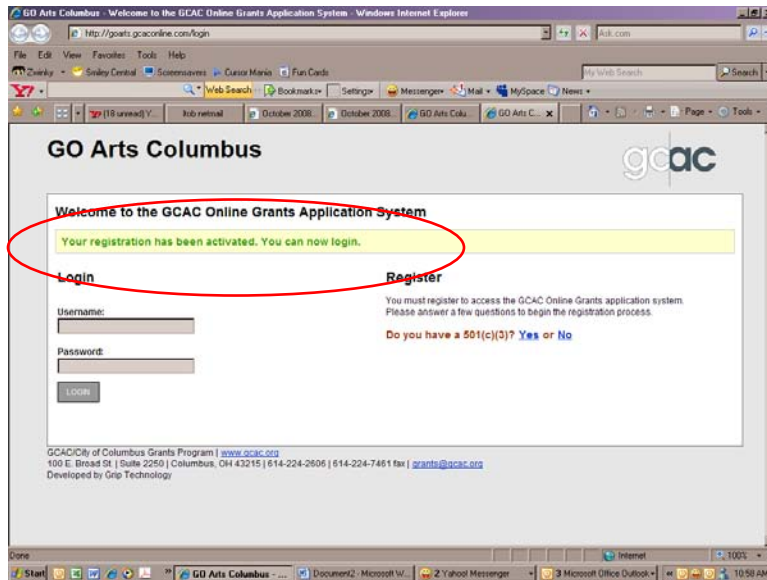 GO Arts Columbus - Welcome to the GCAC Online Grants Application System - Windows Internet Explorer
http://goarts.gcaconline.com/login
Ask.com
File Edit View Favorites Tools Help
Zwinky Smiley Central Screensavers Cursor Mania Fun Cards My Web Search Search
Web Search Bookmarks Settings Messenger Mail MySpace News
(18 unread) Y... October 2008... October 2008... GO Arts Colu... GO Arts C... Page Tools
GO Arts Columbus
gcac
Welcome to the GCAC Online Grants Application System
Your registration has been activated. You can now login.
Login
Register
You must register to access the GCAC Online Grants application system.
Please answer a few questions to begin the registration process.
Username:
Do you have a 501(c)(3)? Yes or No
Password:
LOGIN
GCAC/City of Columbus Grants Program | www.gcac.org
100 E. Broad St. | Suite 2250 | Columbus, OH 43215 | 614-224-2606 | 614-224-7461 fax | grants@gcac.org
Developed by Grip Technology
Done Internet 100%
Start GO Arts Columbus - ... Document2 - Microsoft W... 2 Yahoo! Messenger 3 Microsoft Office Outlook 10:58 AM